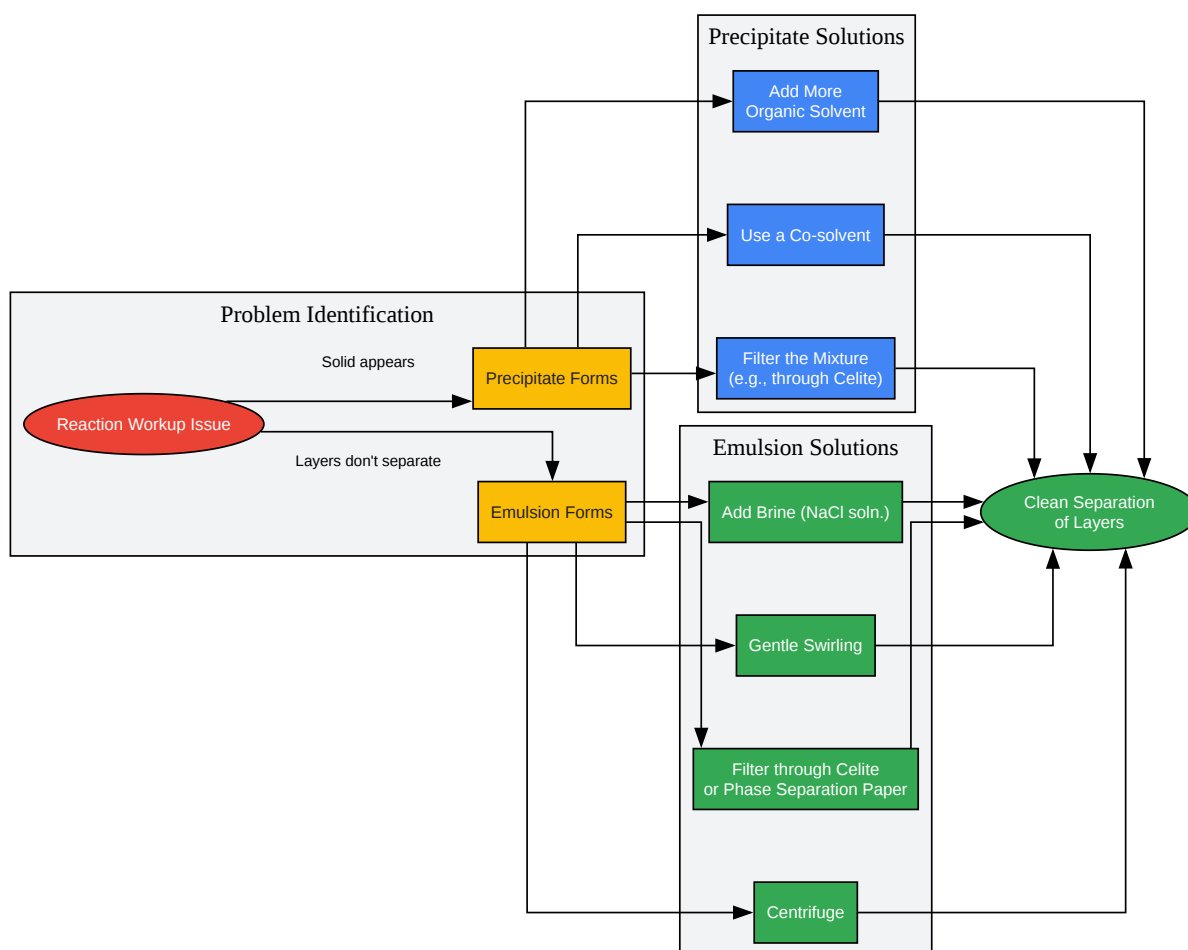 Precipitate Solutions
Add More
Organic Solvent
Use a Co-solvent
Filter the Mixture
(e.g., through Celite)
Problem Identification
Solid appears
Precipitate Forms
Reaction Workup Issue
Layers don't separate
Emulsion Forms
Emulsion Solutions
Add Brine (NaCl soln.)
Gentle Swirling
Filter through Celite
or Phase Separation Paper
Centrifuge
Clean Separation
of Layers